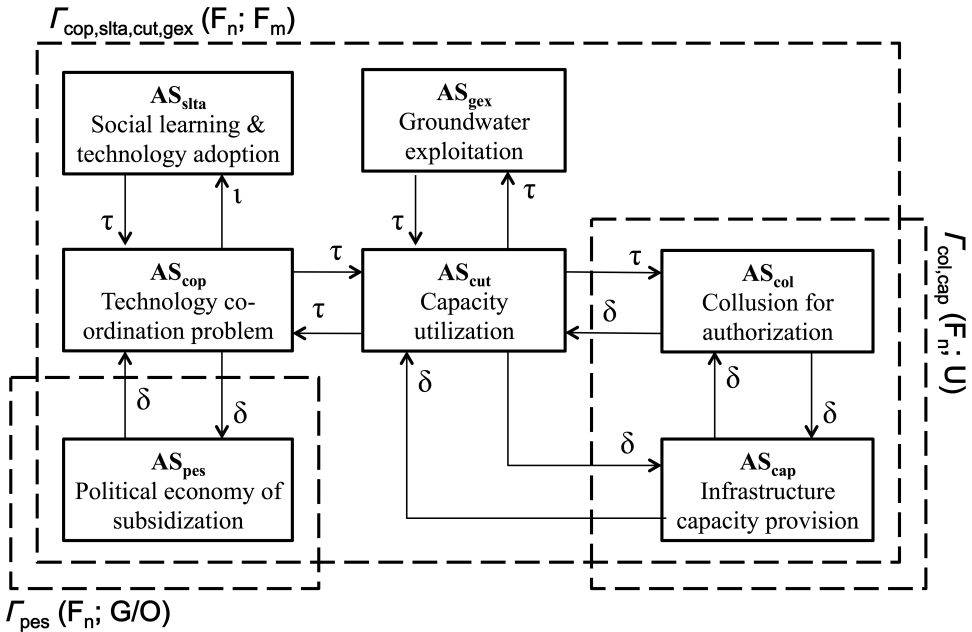 Γcop,slta,cut,gex (Fn; Fm)
ASslta
Social learning &
technology adoption
ASgex
Groundwater
exploitation
τ
ι
τ
τ
AScop
Technology co-
ordination problem
τ
τ
AScut
Capacity
utilization
τ
δ
AScol
Collusion for
authorization
Γcol,cap (Fn; U)
δ
δ
δ
δ
δ
δ
ASpes
Political economy of
subsidization
AScap
Infrastructure
capacity provision
Γpes (Fn; G/O)